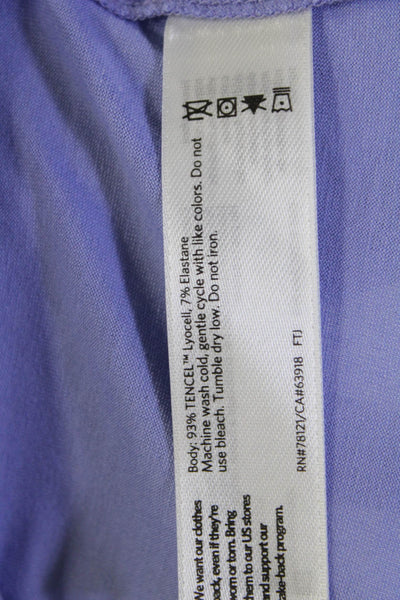 Body: 93% TENCEL™ Lyocell, 7% Elastane
Machine wash cold, gentle cycle with like colors. Do not
use bleach. Tumble dry low. Do not iron.
RN#78121/CA#63918 FTJ
We want our clothes
back, even if they're
worn or torn. Bring
them to our US stores
and support our
take-back program.